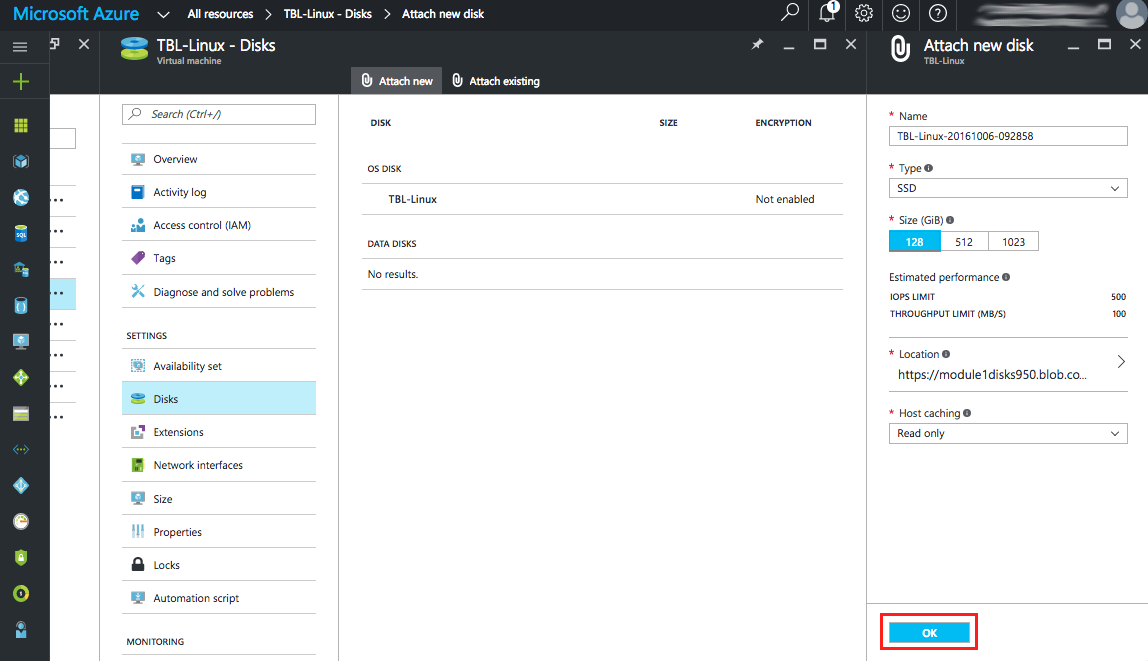 Microsoft Azure
All resources > TBL-Linux - Disks > Attach new disk
1
TBL-Linux - Disks
Virtual machine
Attach new
Attach existing
Search (Ctrl+/)
Overview
Activity log
Access control (IAM)
Tags
Diagnose and solve problems
SETTINGS
Availability set
Disks
Extensions
Network interfaces
Size
Properties
Locks
Automation script
MONITORING
DISK SIZE ENCRYPTION
OS DISK
TBL-Linux Not enabled
DATA DISKS
No results.
Attach new disk
TBL-Linux
* Name
TBL-Linux-20161006-092858
* Type
SSD
* Size (GiB)
128 512 1023
Estimated performance
IOPS LIMIT 500
THROUGHPUT LIMIT (MB/S) 100
* Location
https://module1disks950.blob.co...
* Host caching
Read only
OK